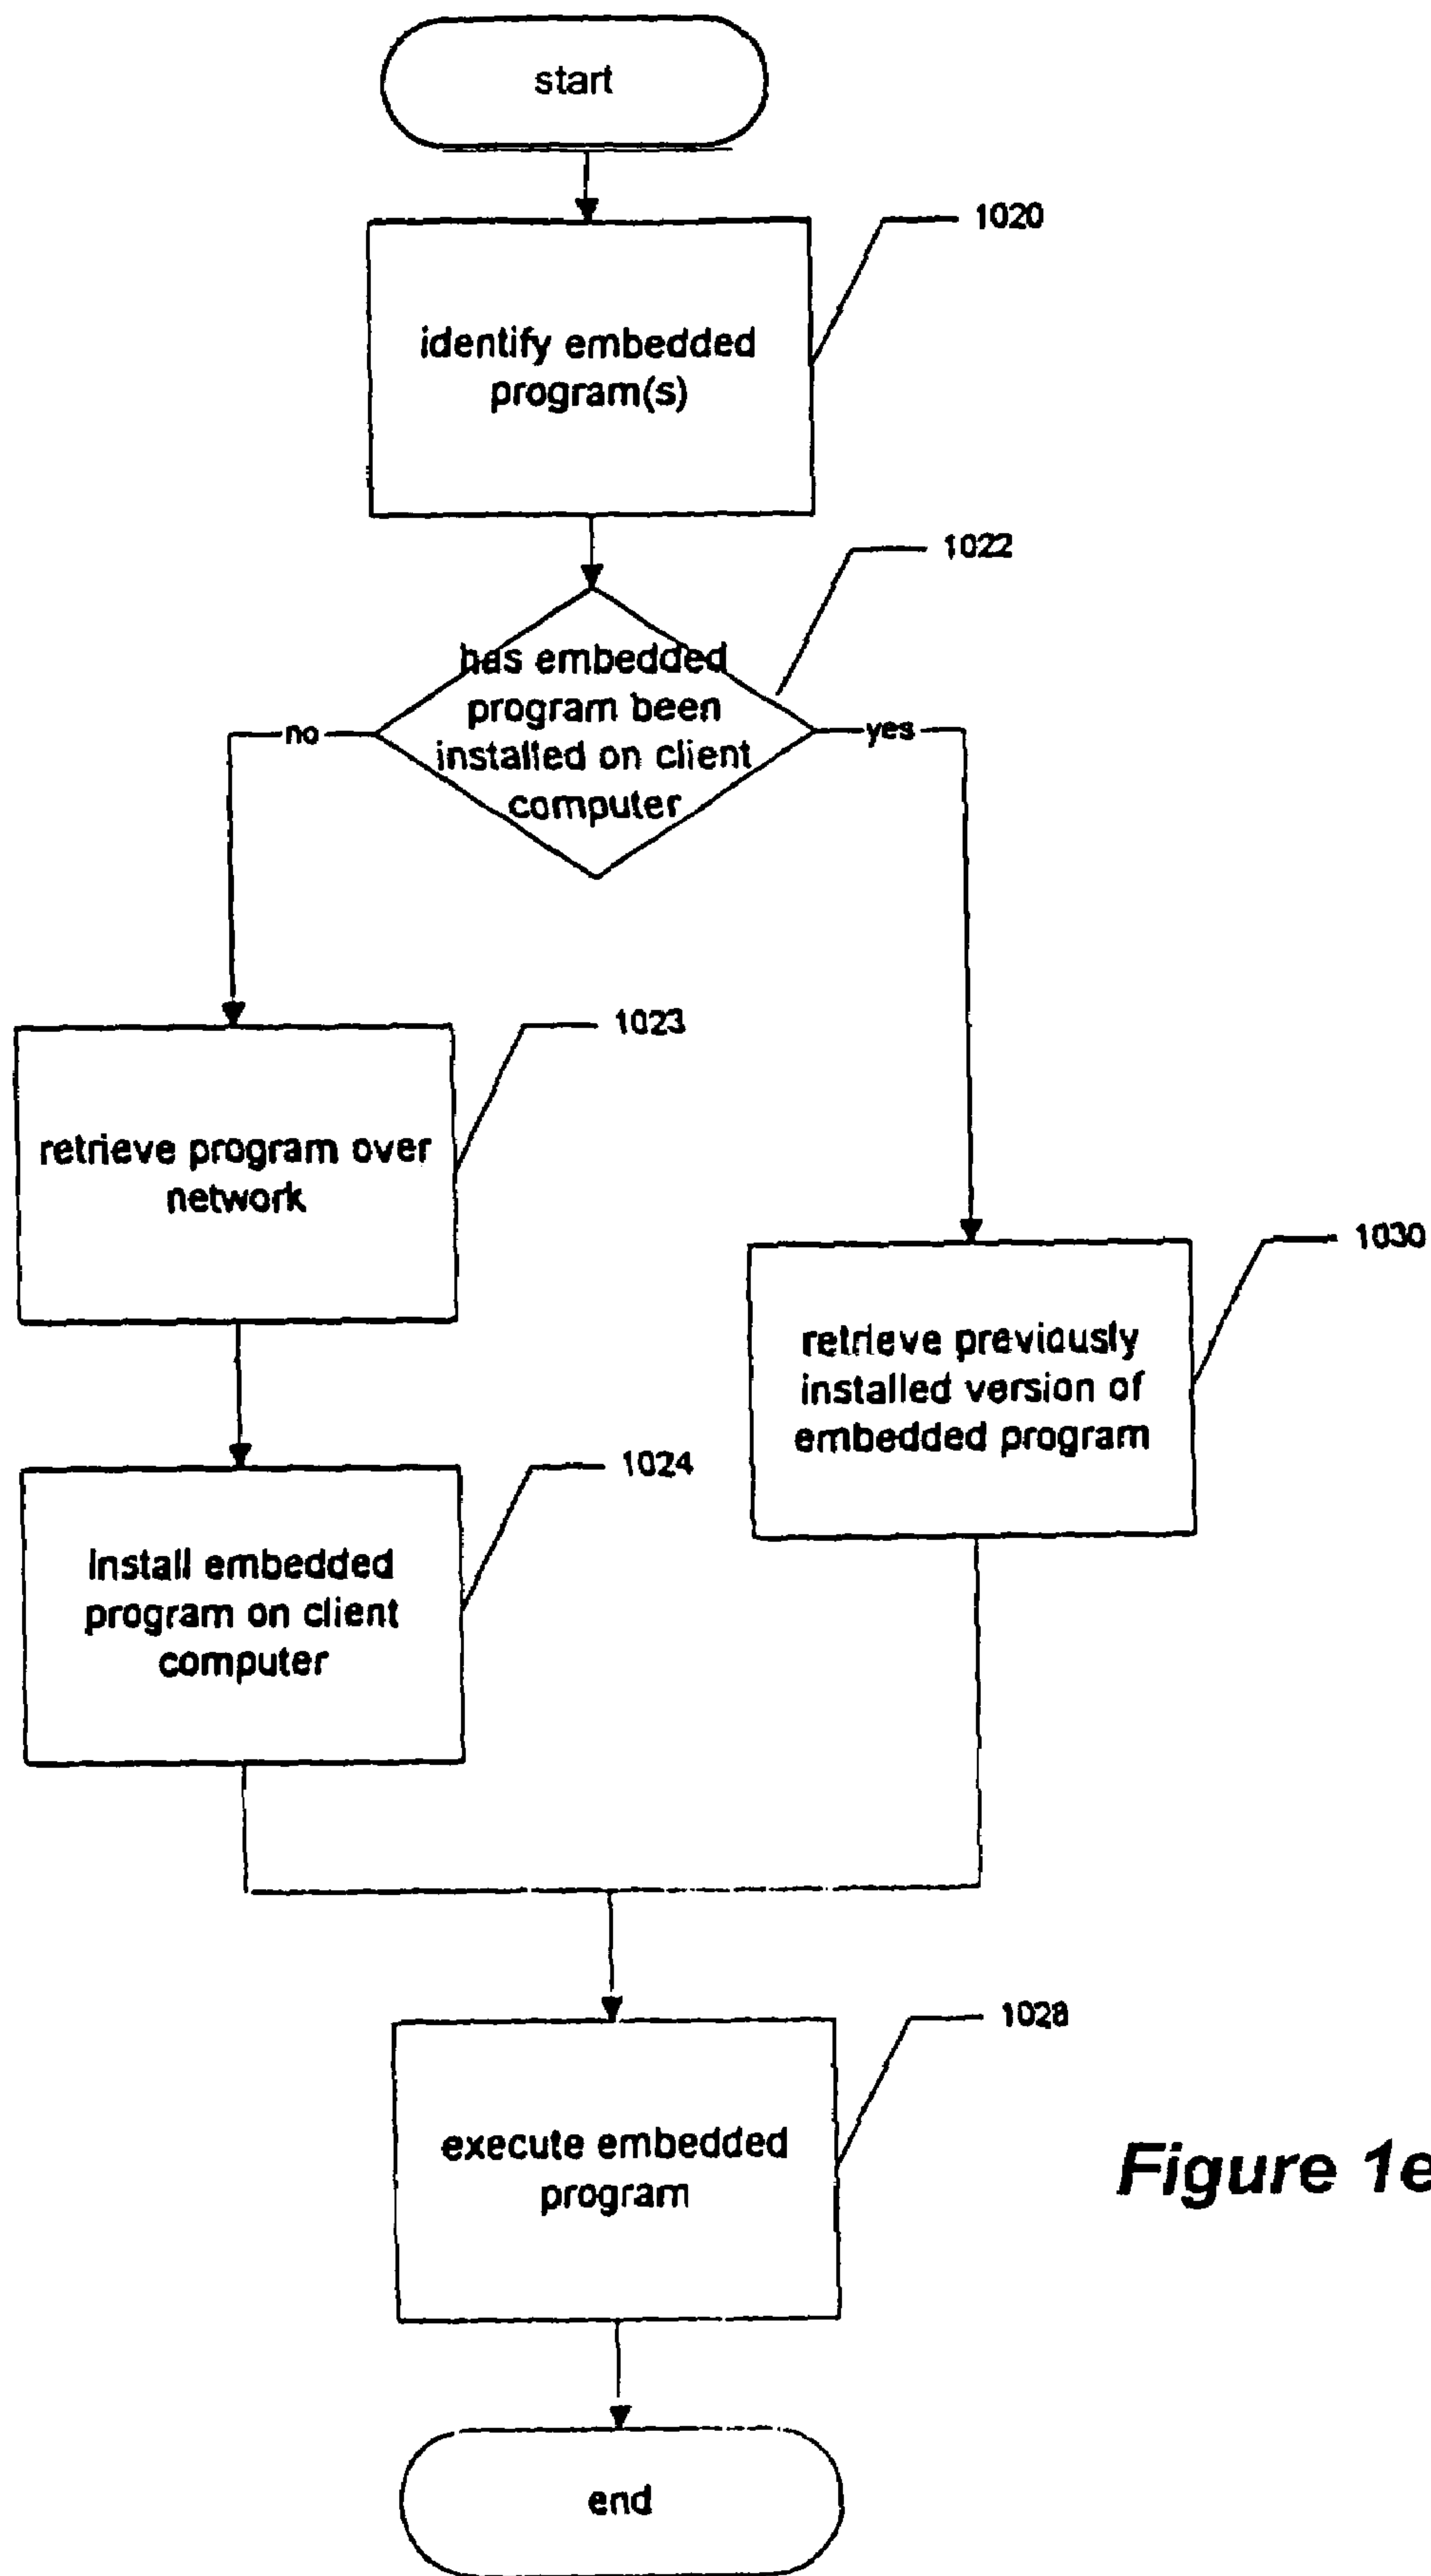 start
1020
identify embedded
program(s)
1022
has embedded
program been
installed on client
computer
no
yes
1023
retrieve program over
network
1030
retrieve previously
installed version of
embedded program
1024
install embedded
program on client
computer
1028
execute embedded
program
Figure 1e
end